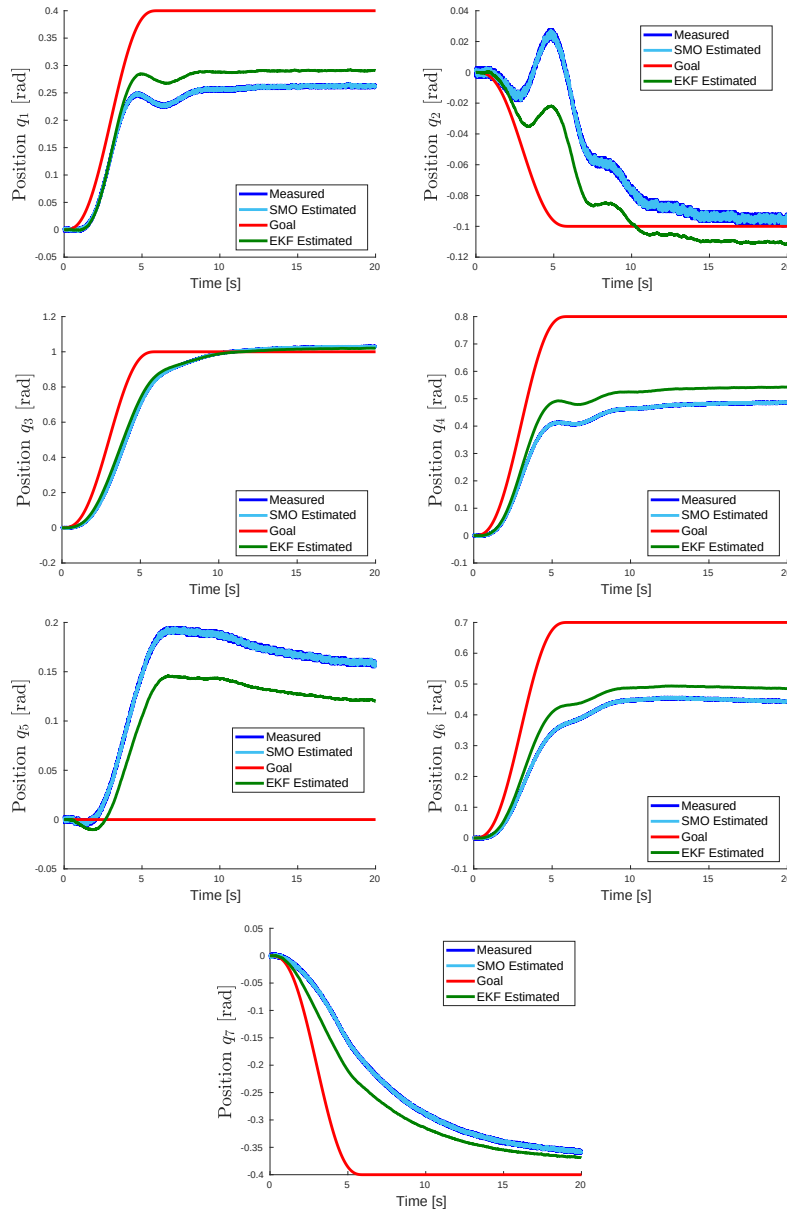 0.4
0.35
0.3
0.25
0.2
0.15
0.1
0.05
0
-0.05
0 5 10 15 20
Time [s]
Position q1 [rad]
Measured
SMO Estimated
Goal
EKF Estimated
0.04
0.02
0
-0.02
-0.04
-0.06
-0.08
-0.1
-0.12
0 5 10 15 20
Time [s]
Position q2 [rad]
Measured
SMO Estimated
Goal
EKF Estimated
1.2
1
0.8
0.6
0.4
0.2
0
-0.2
0 5 10 15 20
Time [s]
Position q3 [rad]
Measured
SMO Estimated
Goal
EKF Estimated
0.8
0.7
0.6
0.5
0.4
0.3
0.2
0.1
0
-0.1
0 5 10 15 20
Time [s]
Position q4 [rad]
Measured
SMO Estimated
Goal
EKF Estimated
0.2
0.15
0.1
0.05
0
-0.05
0 5 10 15 20
Time [s]
Position q5 [rad]
Measured
SMO Estimated
Goal
EKF Estimated
0.7
0.6
0.5
0.4
0.3
0.2
0.1
0
-0.1
0 5 10 15 20
Time [s]
Position q6 [rad]
Measured
SMO Estimated
Goal
EKF Estimated
0.05
0
-0.05
-0.1
-0.15
-0.2
-0.25
-0.3
-0.35
-0.4
0 5 10 15 20
Time [s]
Position q7 [rad]
Measured
SMO Estimated
Goal
EKF Estimated